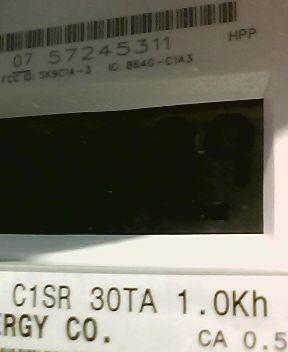 07 57245311
HPP
FCC ID: SK9C1A-3 IC: 864G-C1A3
C1SR 30TA 1.0Kh
ERGY CO.
CA 0.5